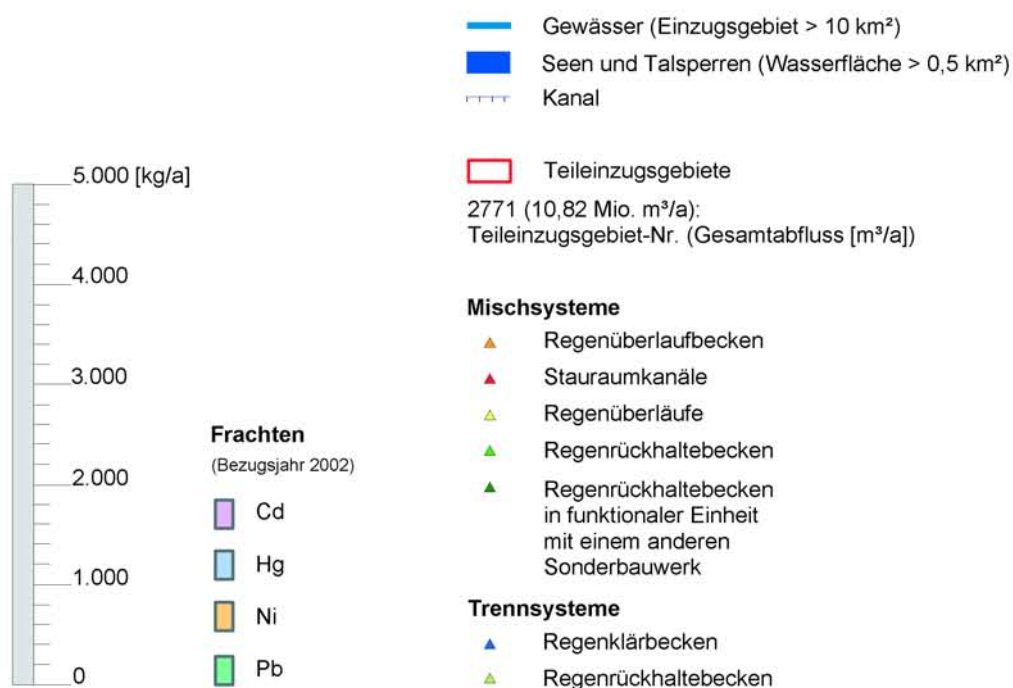 Gewässer (Einzugsgebiet > 10 km²)
Seen und Talsperren (Wasserfläche > 0,5 km²)
Kanal
5.000 [kg/a]
4.000
3.000
2.000
1.000
0
Frachten
(Bezugsjahr 2002)
Cd
Hg
Ni
Pb
Teileinzugsgebiete
2771 (10,82 Mio. m³/a):
Teileinzugsgebiet-Nr. (Gesamtabfluss [m³/a])
Mischsysteme
Regenüberlaufbecken
Stauraumkanäle
Regenüberläufe
Regenrückhaltebecken
Regenrückhaltebecken
in funktionaler Einheit
mit einem anderen
Sonderbauwerk
Trennsysteme
Regenklärbecken
Regenrückhaltebecken